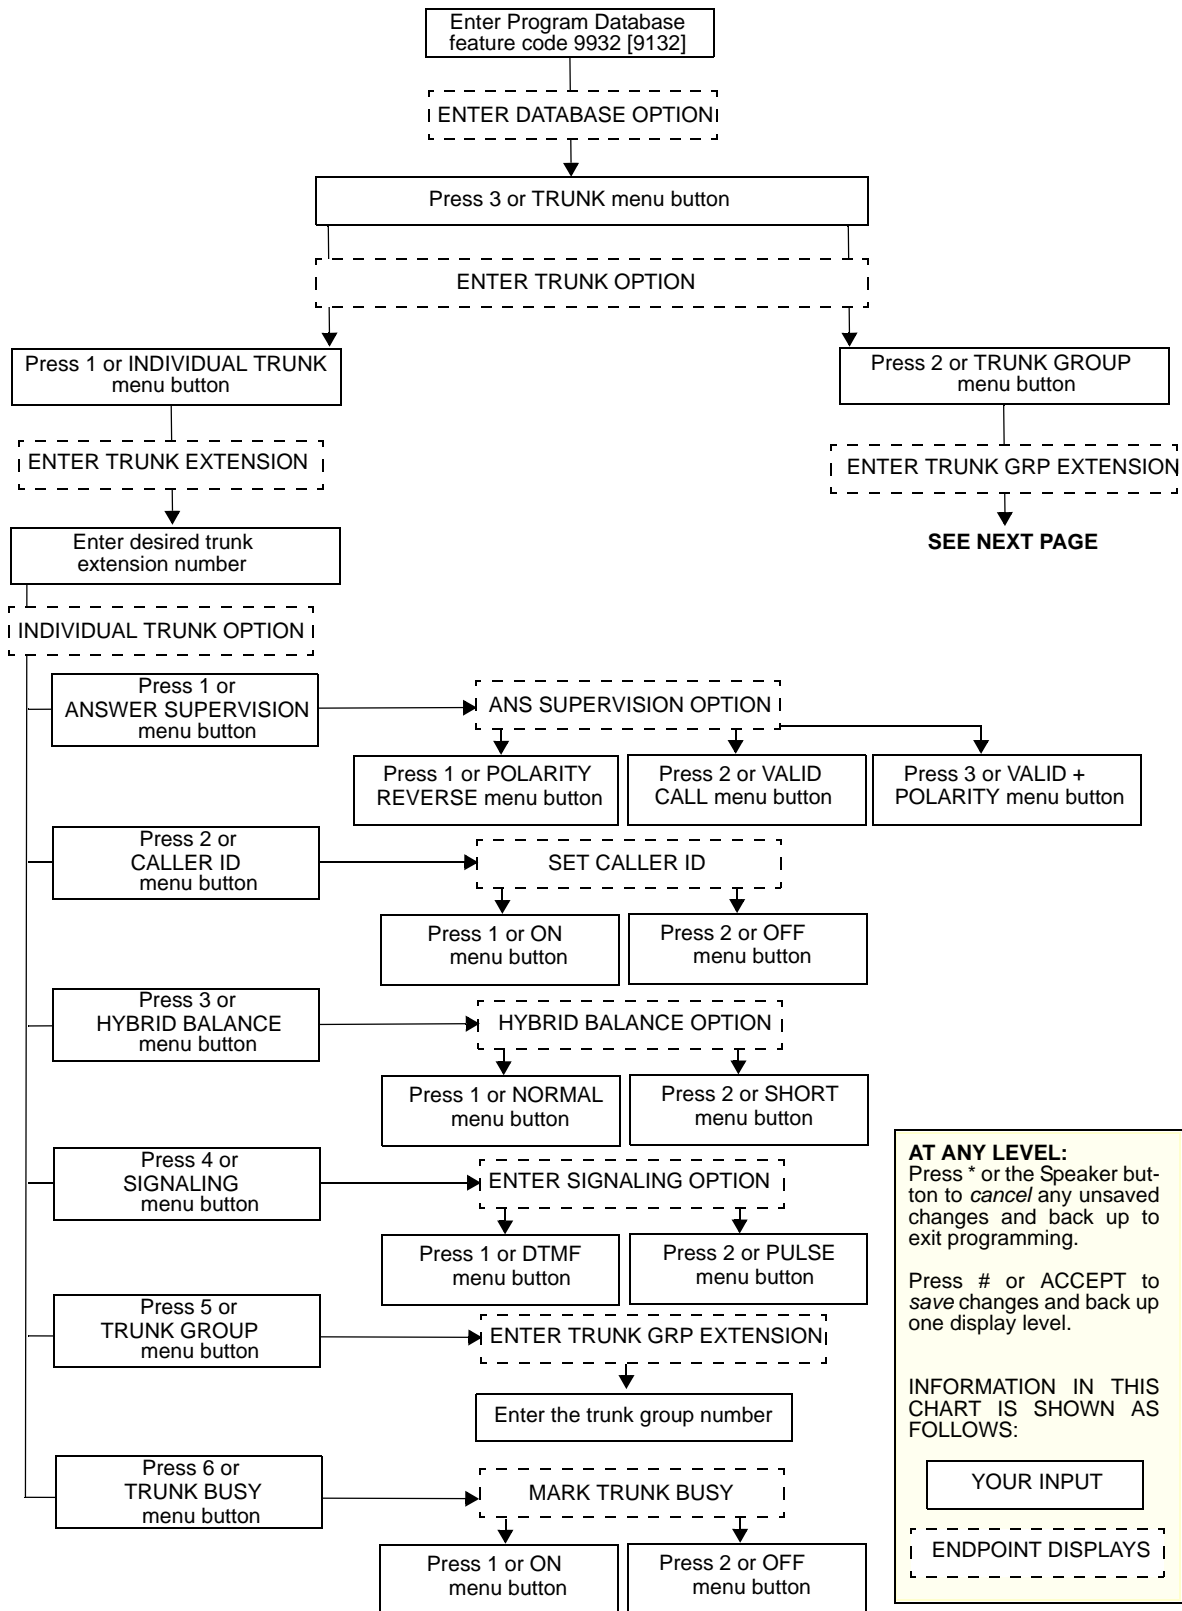 Enter Program Database
feature code 9932 [9132]
ENTER DATABASE OPTION
Press 3 or TRUNK menu button
ENTER TRUNK OPTION
Press 1 or INDIVIDUAL TRUNK
menu button
Press 2 or TRUNK GROUP
menu button
ENTER TRUNK EXTENSION
ENTER TRUNK GRP EXTENSION
Enter desired trunk
extension number
SEE NEXT PAGE
INDIVIDUAL TRUNK OPTION
Press 1 or
ANSWER SUPERVISION
menu button
ANS SUPERVISION OPTION
Press 1 or POLARITY
REVERSE menu button
Press 2 or VALID
CALL menu button
Press 3 or VALID +
POLARITY menu button
Press 2 or
CALLER ID
menu button
SET CALLER ID
Press 1 or ON
menu button
Press 2 or OFF
menu button
Press 3 or
HYBRID BALANCE
menu button
HYBRID BALANCE OPTION
Press 1 or NORMAL
menu button
Press 2 or SHORT
menu button
Press 4 or
SIGNALING
menu button
ENTER SIGNALING OPTION
Press 1 or DTMF
menu button
Press 2 or PULSE
menu button
Press 5 or
TRUNK GROUP
menu button
ENTER TRUNK GRP EXTENSION
Enter the trunk group number
Press 6 or
TRUNK BUSY
menu button
MARK TRUNK BUSY
Press 1 or ON
menu button
Press 2 or OFF
menu button
AT ANY LEVEL:
Press * or the Speaker but-
ton to cancel any unsaved
changes and back up to
exit programming.
Press # or ACCEPT to
save changes and back up
one display level.
INFORMATION IN THIS
CHART IS SHOWN AS
FOLLOWS:
YOUR INPUT
ENDPOINT DISPLAYS